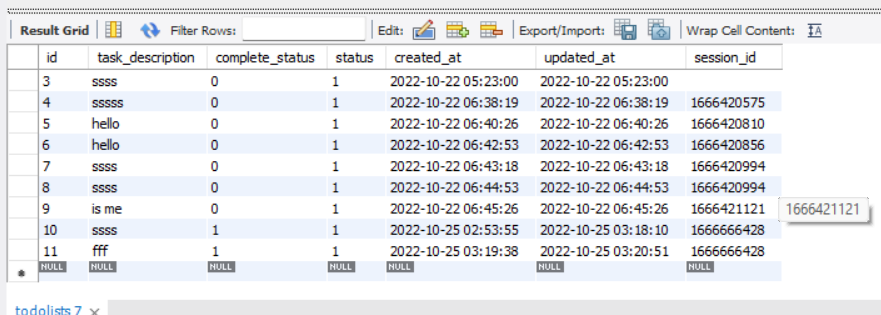 Result Grid Filter Rows: Edit: Export/Import: Wrap Cell Content:
id task_description complete_status status created_at updated_at session_id
3 ssss 0 1 2022-10-22 05:23:00 2022-10-22 05:23:00
4 sssss 0 1 2022-10-22 06:38:19 2022-10-22 06:38:19 1666420575
5 hello 0 1 2022-10-22 06:40:26 2022-10-22 06:40:26 1666420810
6 hello 0 1 2022-10-22 06:42:53 2022-10-22 06:42:53 1666420856
7 ssss 0 1 2022-10-22 06:43:18 2022-10-22 06:43:18 1666420994
8 ssss 0 1 2022-10-22 06:44:53 2022-10-22 06:44:53 1666420994
9 is me 0 1 2022-10-22 06:45:26 2022-10-22 06:45:26 1666421121 1666421121
10 ssss 1 1 2022-10-25 02:53:55 2022-10-25 03:18:10 1666666428
11 fff 1 1 2022-10-25 03:19:38 2022-10-25 03:20:51 1666666428
NULL NULL NULL NULL NULL NULL NULL
todolists 7